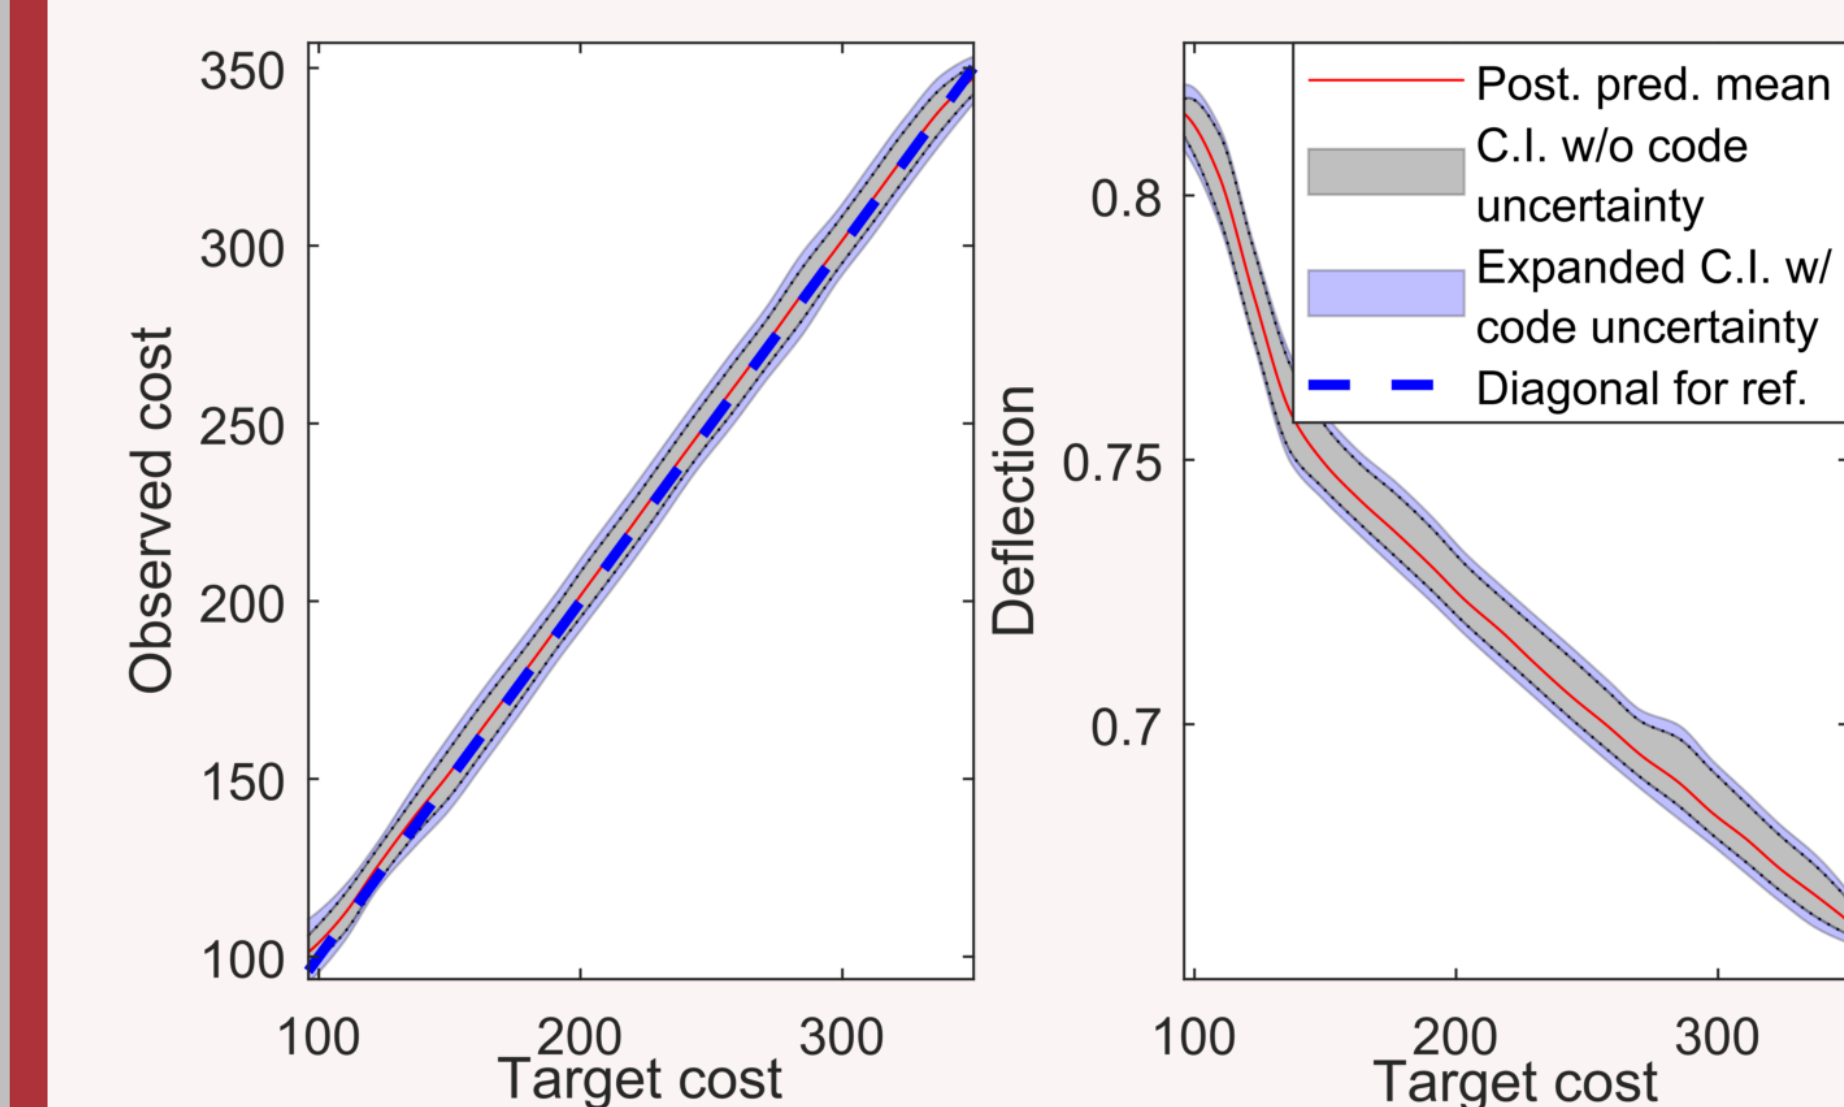 350
300
250
200
150
100
Observed cost
100
200
300
Target cost
0.8
0.75
0.7
Deflection
100
200
300
Target cost
Post. pred. mean
C.I. w/o code
uncertainty
Expanded C.I. w/
code uncertainty
Diagonal for ref.